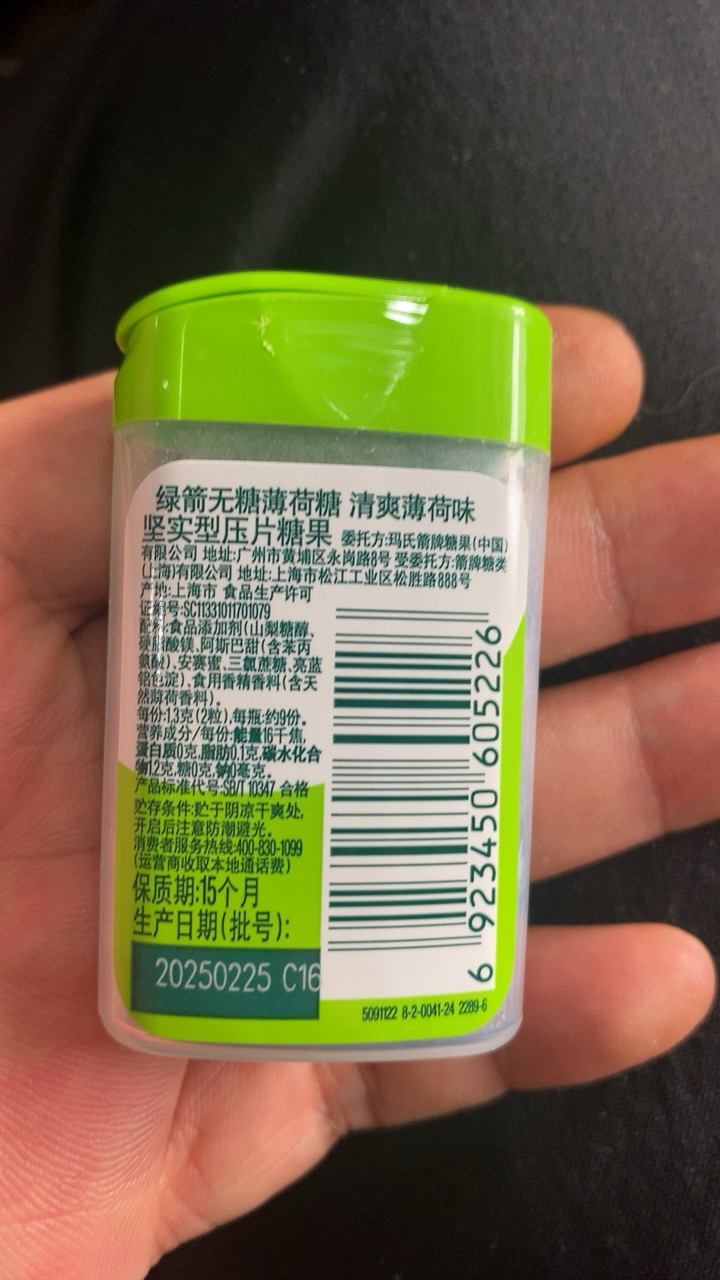 绿箭无糖薄荷糖 清爽薄荷味
坚实型压片糖果 委托方:玛氏箭牌糖果(中国)
有限公司 地址:广州市黄埔区永岗路8号 受委托方:箭牌糖类
(上海)有限公司 地址:上海市松江工业区松胜路888号
产地:上海市 食品生产许可
证编号:SC11331011701079
配料:食品添加剂(山梨糖醇、
硬脂酸镁、阿斯巴甜(含苯丙
氨酸)、安赛蜜、三氯蔗糖、亮蓝
铝色淀)、食用香精香料(含天
然薄荷香料)。
每份:1.3克(2粒),每瓶:约9份。
营养成分/每份:能量16千焦,
蛋白质0克,脂肪0.1克,碳水化合
物1.2克,糖0克,钠0毫克。
产品标准代号:SB/T 10347 合格
贮存条件:贮于阴凉干爽处,
开启后注意防潮避光。
消费者服务热线:400-830-1099
(运营商收取本地通话费)
保质期:15个月
生产日期(批号):
20250225 C16
6 923450 605226
5091122 8-2-0041-24 2289-6